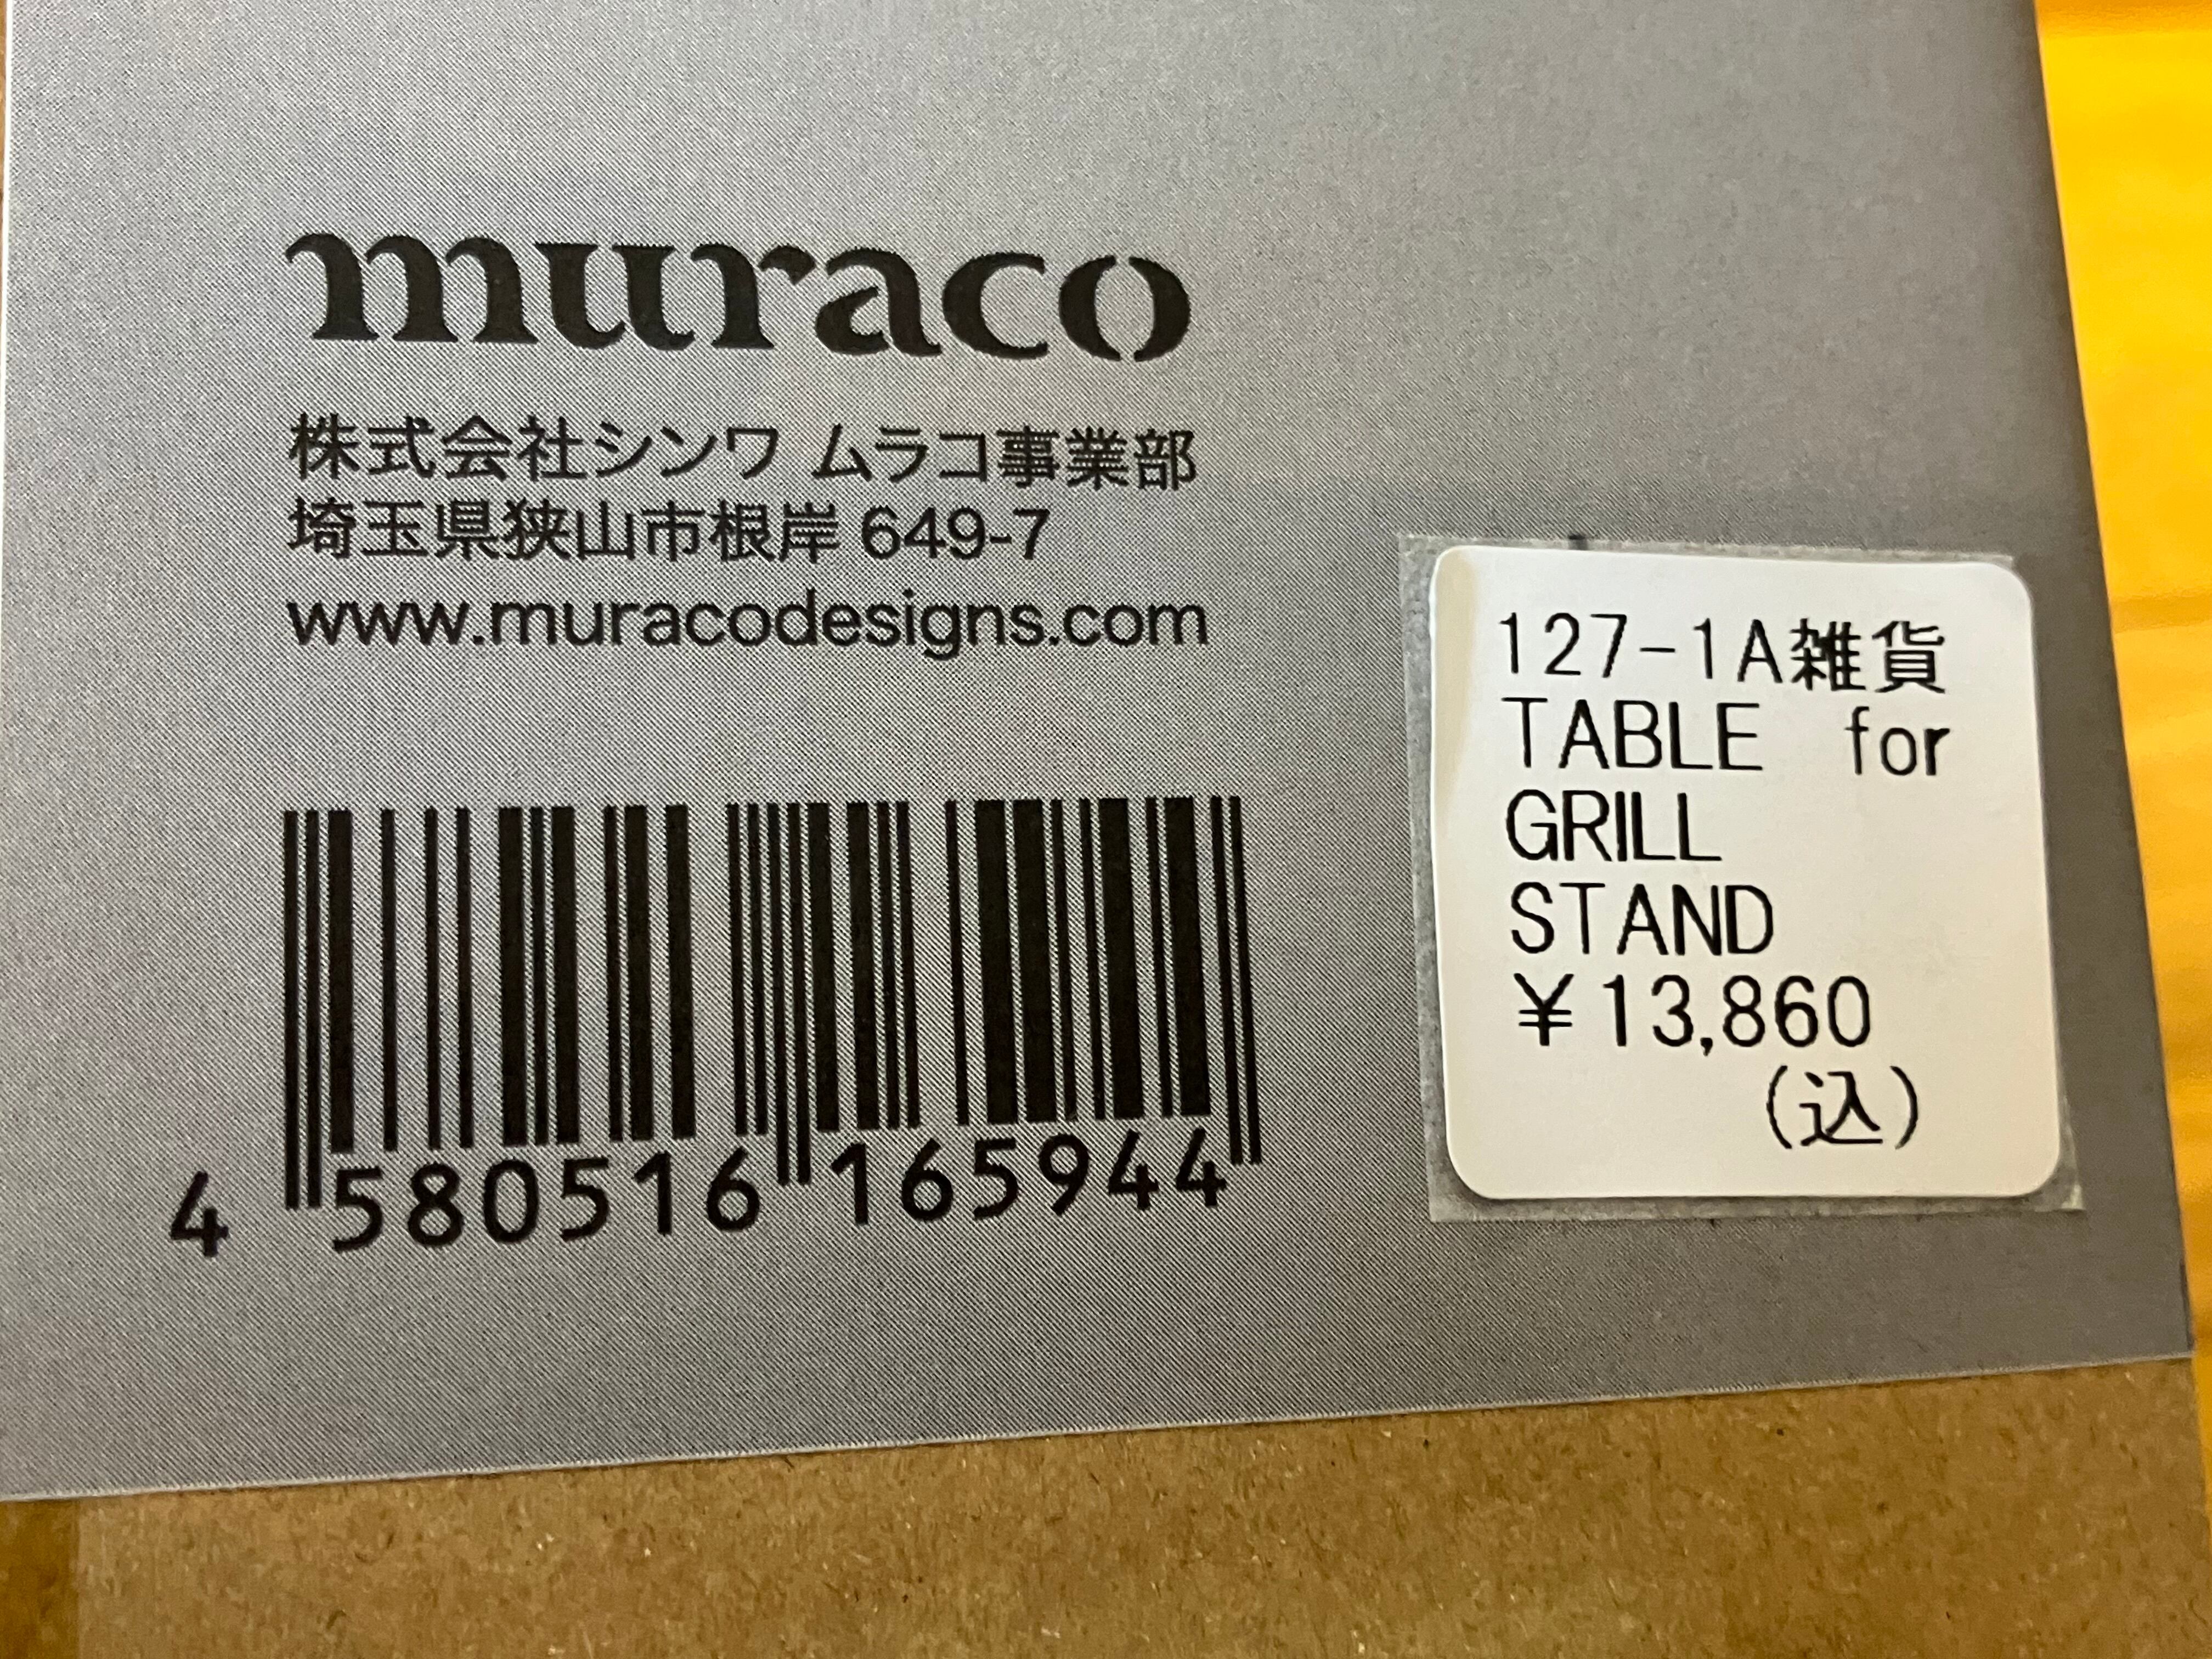 muraco
株式会社シンワ ムラコ事業部
埼玉県狭山市根岸 649-7
www.muracodesigns.com
4 580516 165944
127-1A雑貨
TABLE for
GRILL
STAND
￥13,860
(込)